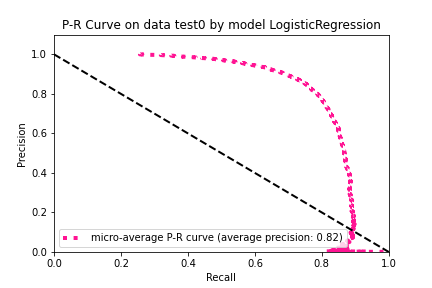 P-R Curve on data test0 by model LogisticRegression
1.0
0.8
0.6
0.4
0.2
0.0
Precision
micro-average P-R curve (average precision: 0.82)
0.0 0.2 0.4 0.6 0.8 1.0
Recall